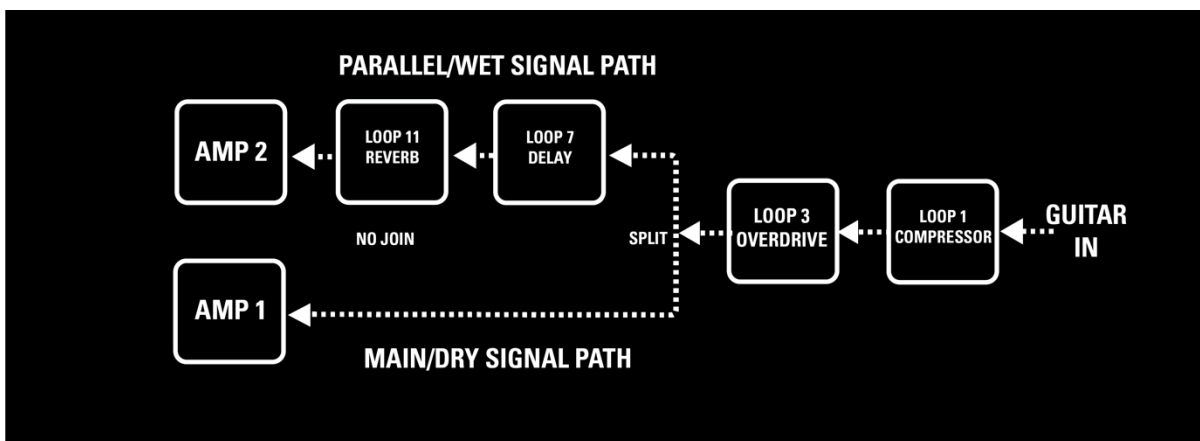 PARALLEL/WET SIGNAL PATH
AMP 2
LOOP 11
REVERB
LOOP 7
DELAY
LOOP 3
OVERDRIVE
LOOP 1
COMPRESSOR
GUITAR
IN
NO JOIN
SPLIT
AMP 1
MAIN/DRY SIGNAL PATH